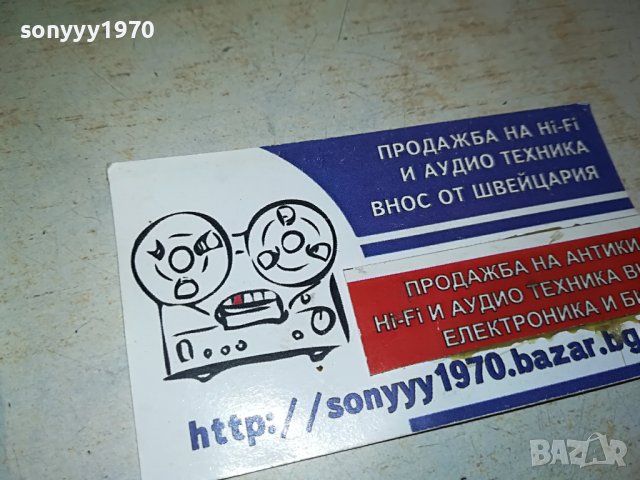 sonyyy1970
ПРОДАЖБА НА Hi-Fi
И АУДИО ТЕХНИКА
ВНОС ОТ ШВЕЙЦАРИЯ
ПРОДАЖБА НА АНТИКИ
Hi-Fi И АУДИО ТЕХНИКА
ЕЛЕКТРОНИКА И
http://sonyyy1970.bazar.bg
BAZAR